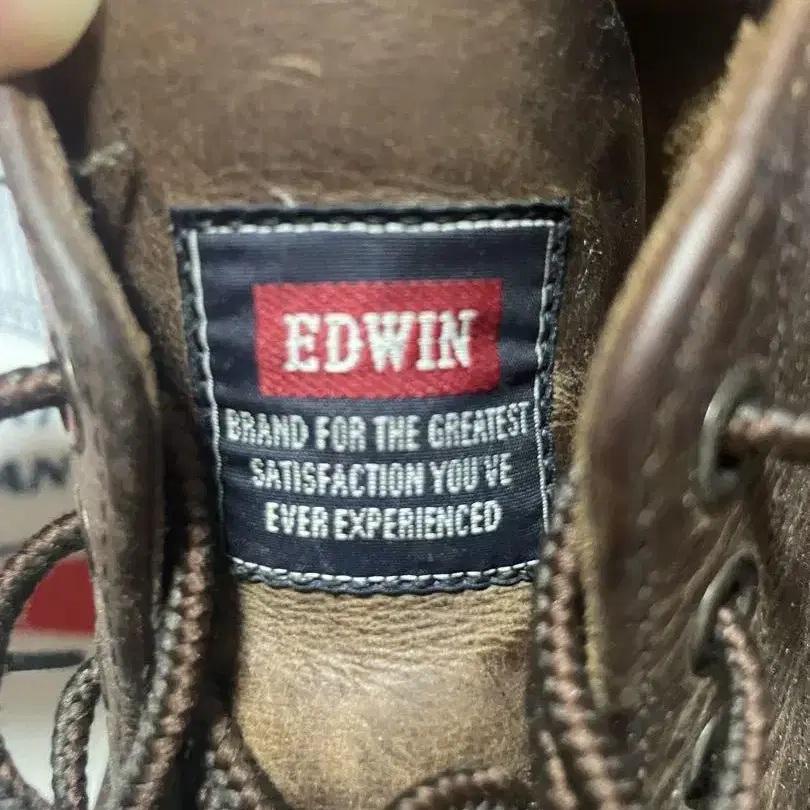 EDWIN
BRAND FOR THE GREATEST
SATISFACTION YOU'VE
EVER EXPERIENCED